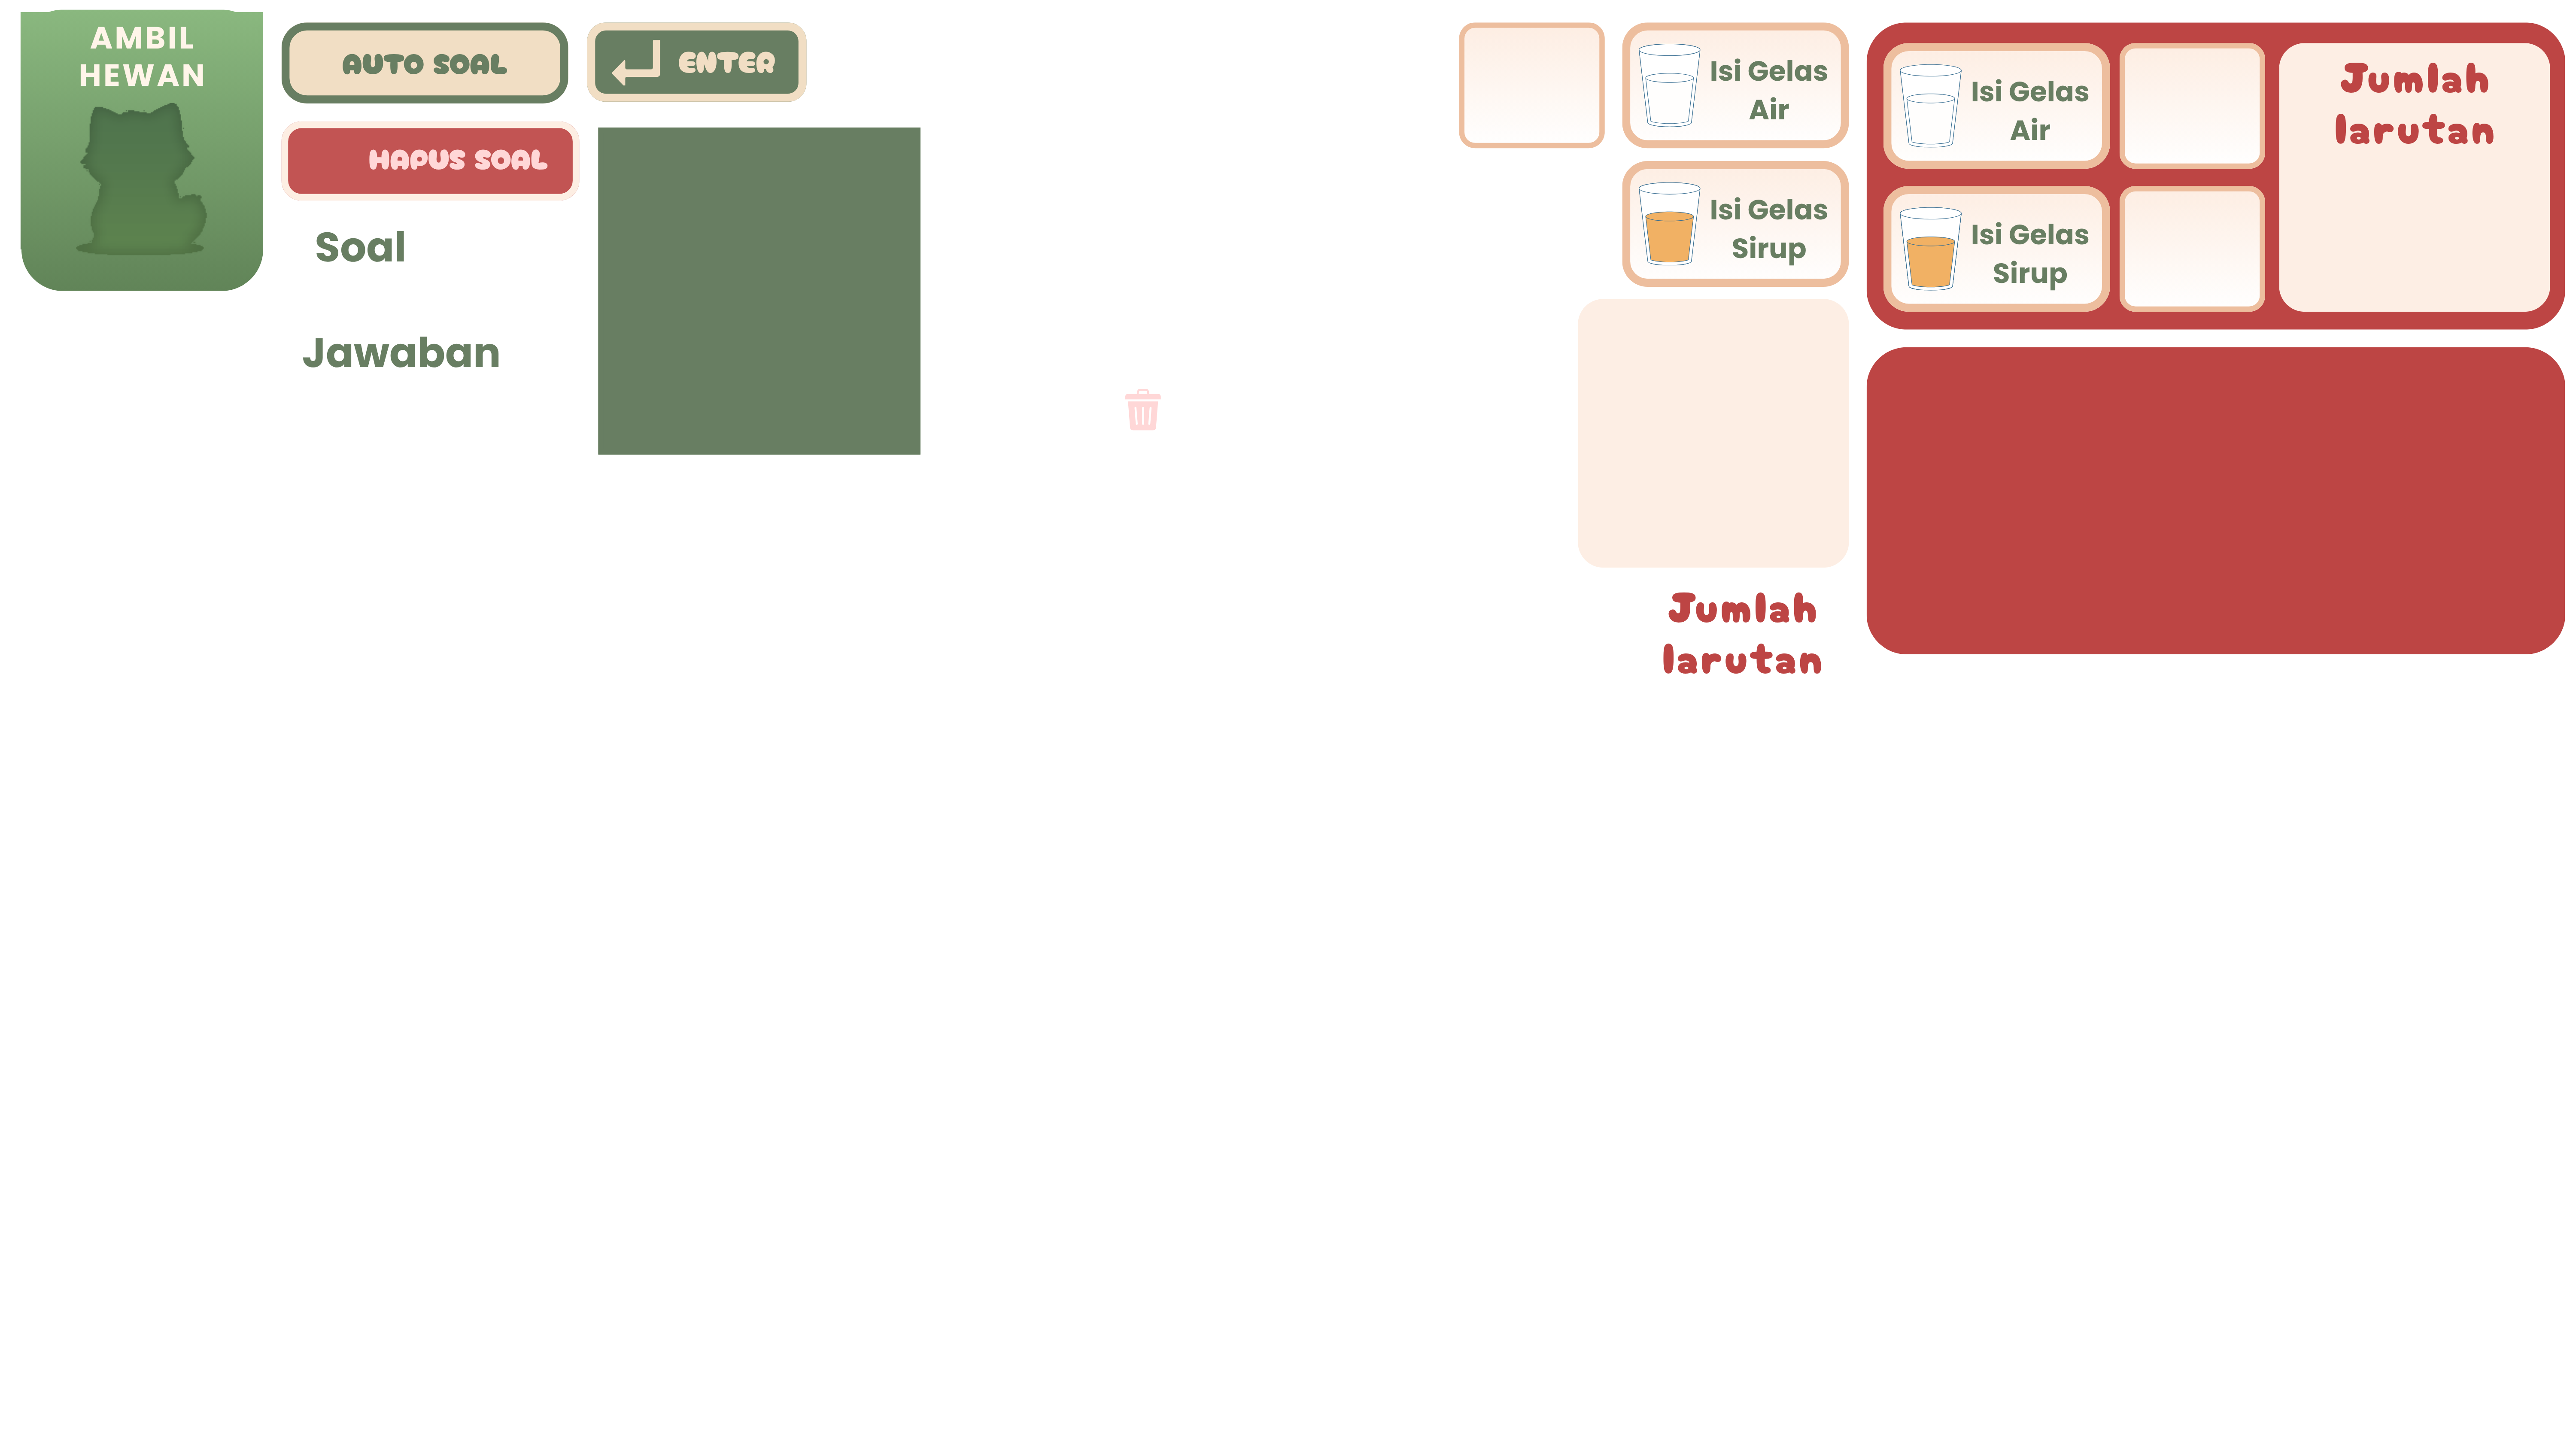 AMBIL
HEWAN
AUTO SOAL
ENTER
HAPUS SOAL
Soal
Jawaban
Isi Gelas
Air
Isi Gelas
Sirup
Jumlah
larutan
Isi Gelas
Air
Isi Gelas
Sirup
Jumlah
larutan